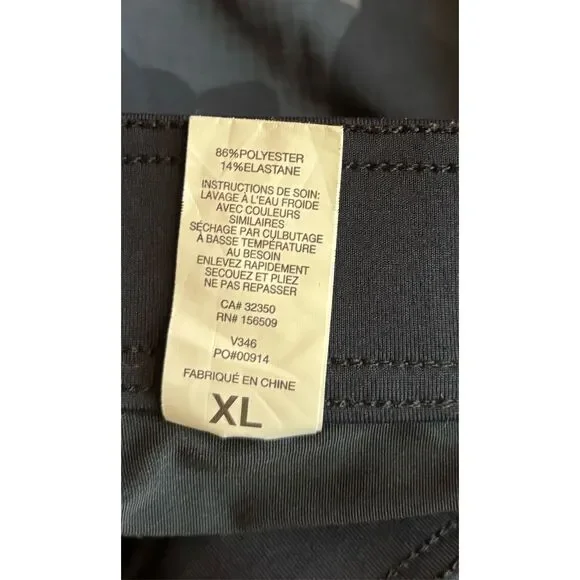 86%POLYESTER
14%ELASTANE
INSTRUCTIONS DE SOIN:
LAVAGE À L'EAU FROIDE
AVEC COULEURS
SIMILAIRES
SÉCHAGE PAR CULBUTAGE
À BASSE TEMPÉRATURE
AU BESOIN
ENLEVEZ RAPIDEMENT
SECOUEZ ET PLIEZ
NE PAS REPASSER
CA# 32350
RN# 156509
V346
PO#00914
FABRIQUÉ EN CHINE
XL